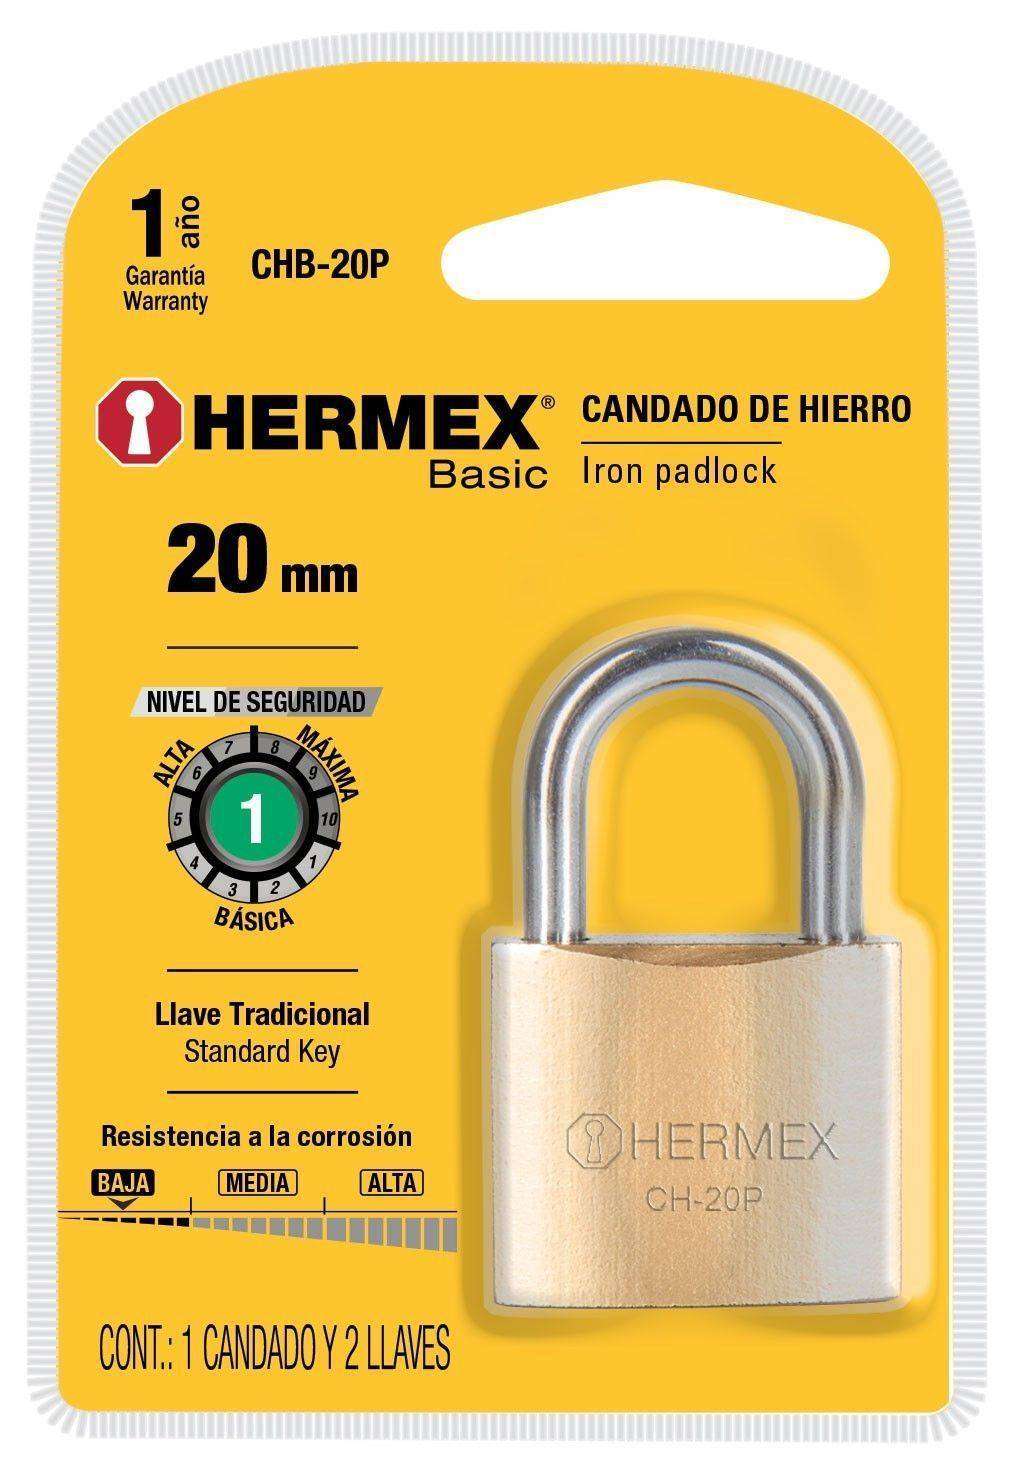 1 año
Garantía
Warranty
CHB-20P
HERMEX®
Basic
CANDADO DE HIERRO
Iron padlock
20 mm
NIVEL DE SEGURIDAD
ALTA
MÁXIMA
7 8
6 9
5 1 10
4 1
3 2
BÁSICA
Llave Tradicional
Standard Key
Resistencia a la corrosión
BAJA MEDIA ALTA
HERMEX
CH-20P
CONT.: 1 CANDADO Y 2 LLAVES